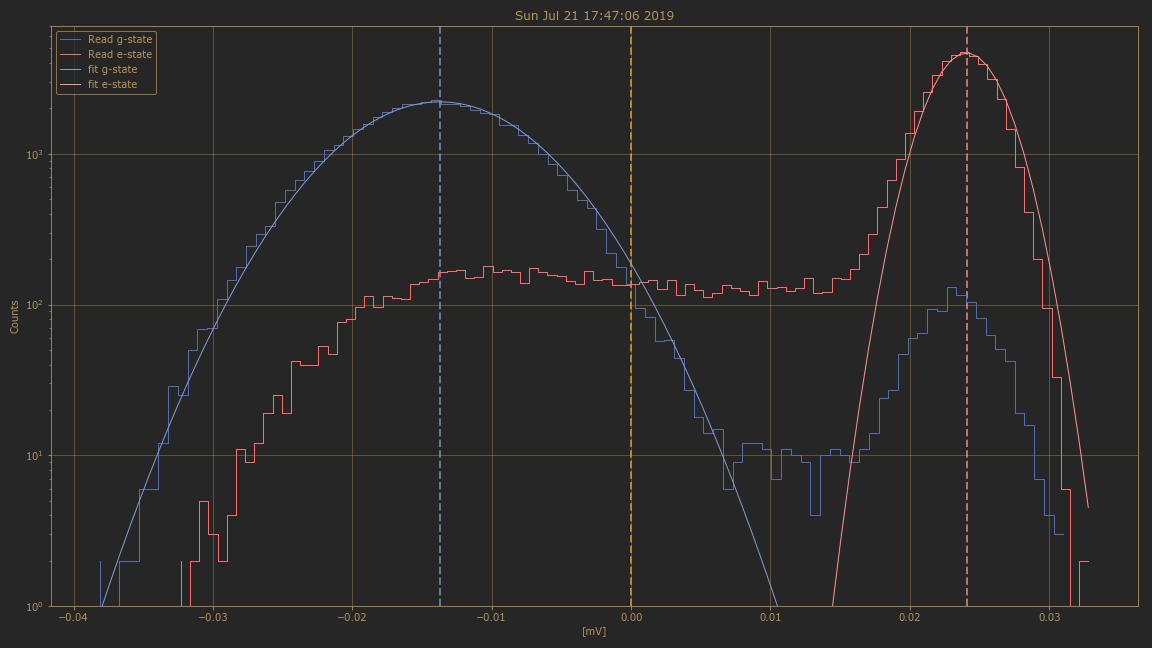 Sun Jul 21 17:47:06 2019
Read g-state
Read e-state
fit g-state
fit e-state
Counts
10³
10²
10¹
10⁰
−0.04 −0.03 −0.02 −0.01 0.00 0.01 0.02 0.03
[mV]